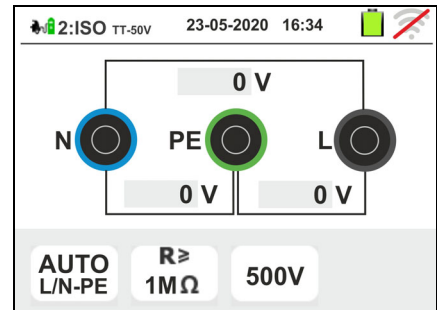 2:ISO TT-50V 23-05-2020 16:34
0 V
N PE L
0 V 0 V
AUTO R≥ 500V
L/N-PE 1MΩ